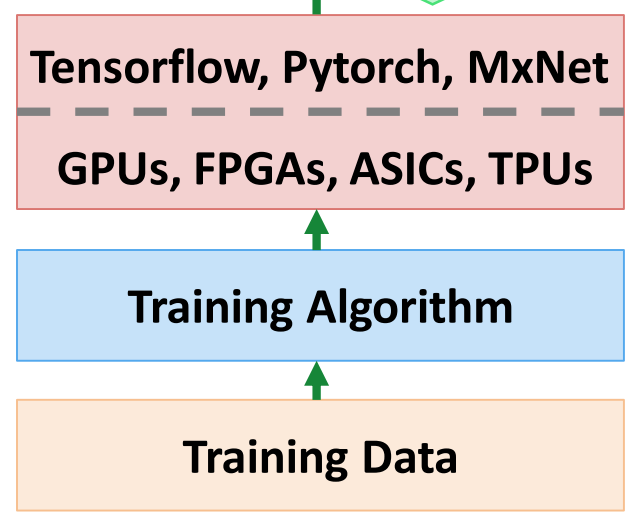 Tensorflow, Pytorch, MxNet
GPUs, FPGAs, ASICs, TPUs
Training Algorithm
Training Data